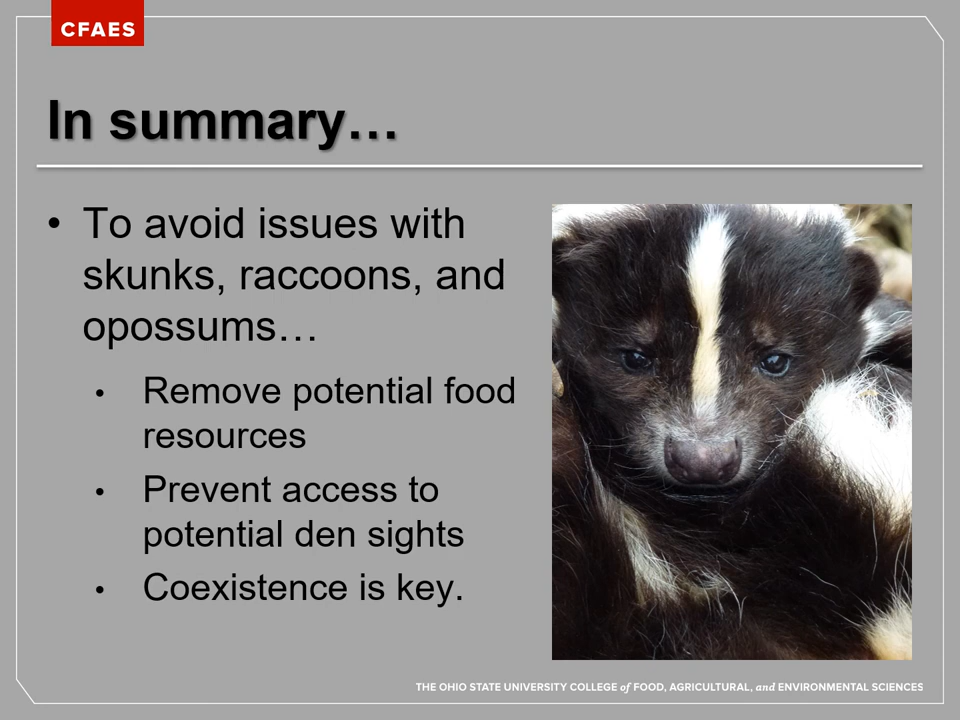 CFAES
In summary…
• To avoid issues with
skunks, raccoons, and
opossums…
• Remove potential food
resources
• Prevent access to
potential den sights
• Coexistence is key.
THE OHIO STATE UNIVERSITY COLLEGE of FOOD, AGRICULTURAL, and ENVIRONMENTAL SCIENCES